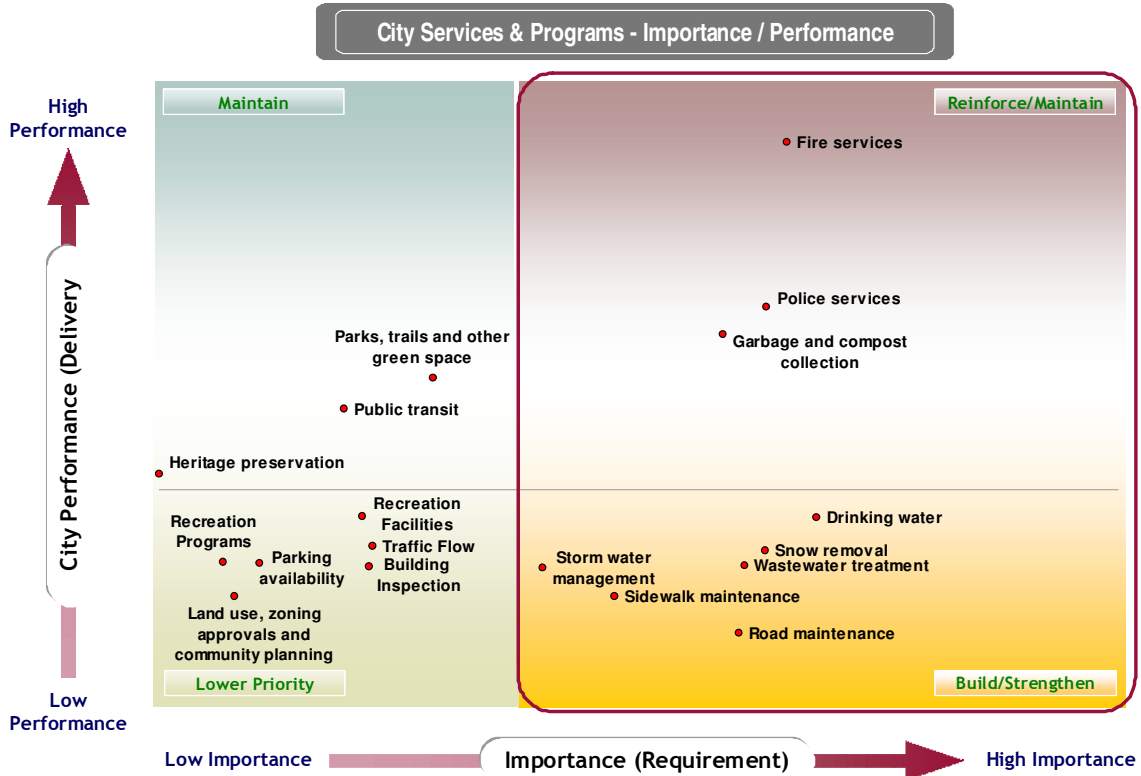 City Services & Programs - Importance / Performance
High
Performance
Maintain
Reinforce/Maintain
Fire services
Police services
Parks, trails and other
green space
Garbage and compost
collection
Public transit
City Performance (Delivery
Heritage preservation
Recreation
Facilities
Drinking water
Recreation
Programs
Traffic Flow
Snow removal
Parking
availability
Building
Inspection
Storm water
management
Wastewater treatment
Sidewalk maintenance
Land use, zoning
approvals and
community planning
Road maintenance
Lower Priority
Build/Strengthen
Low
Performance
Low Importance
Importance (Requirement)
High Importance